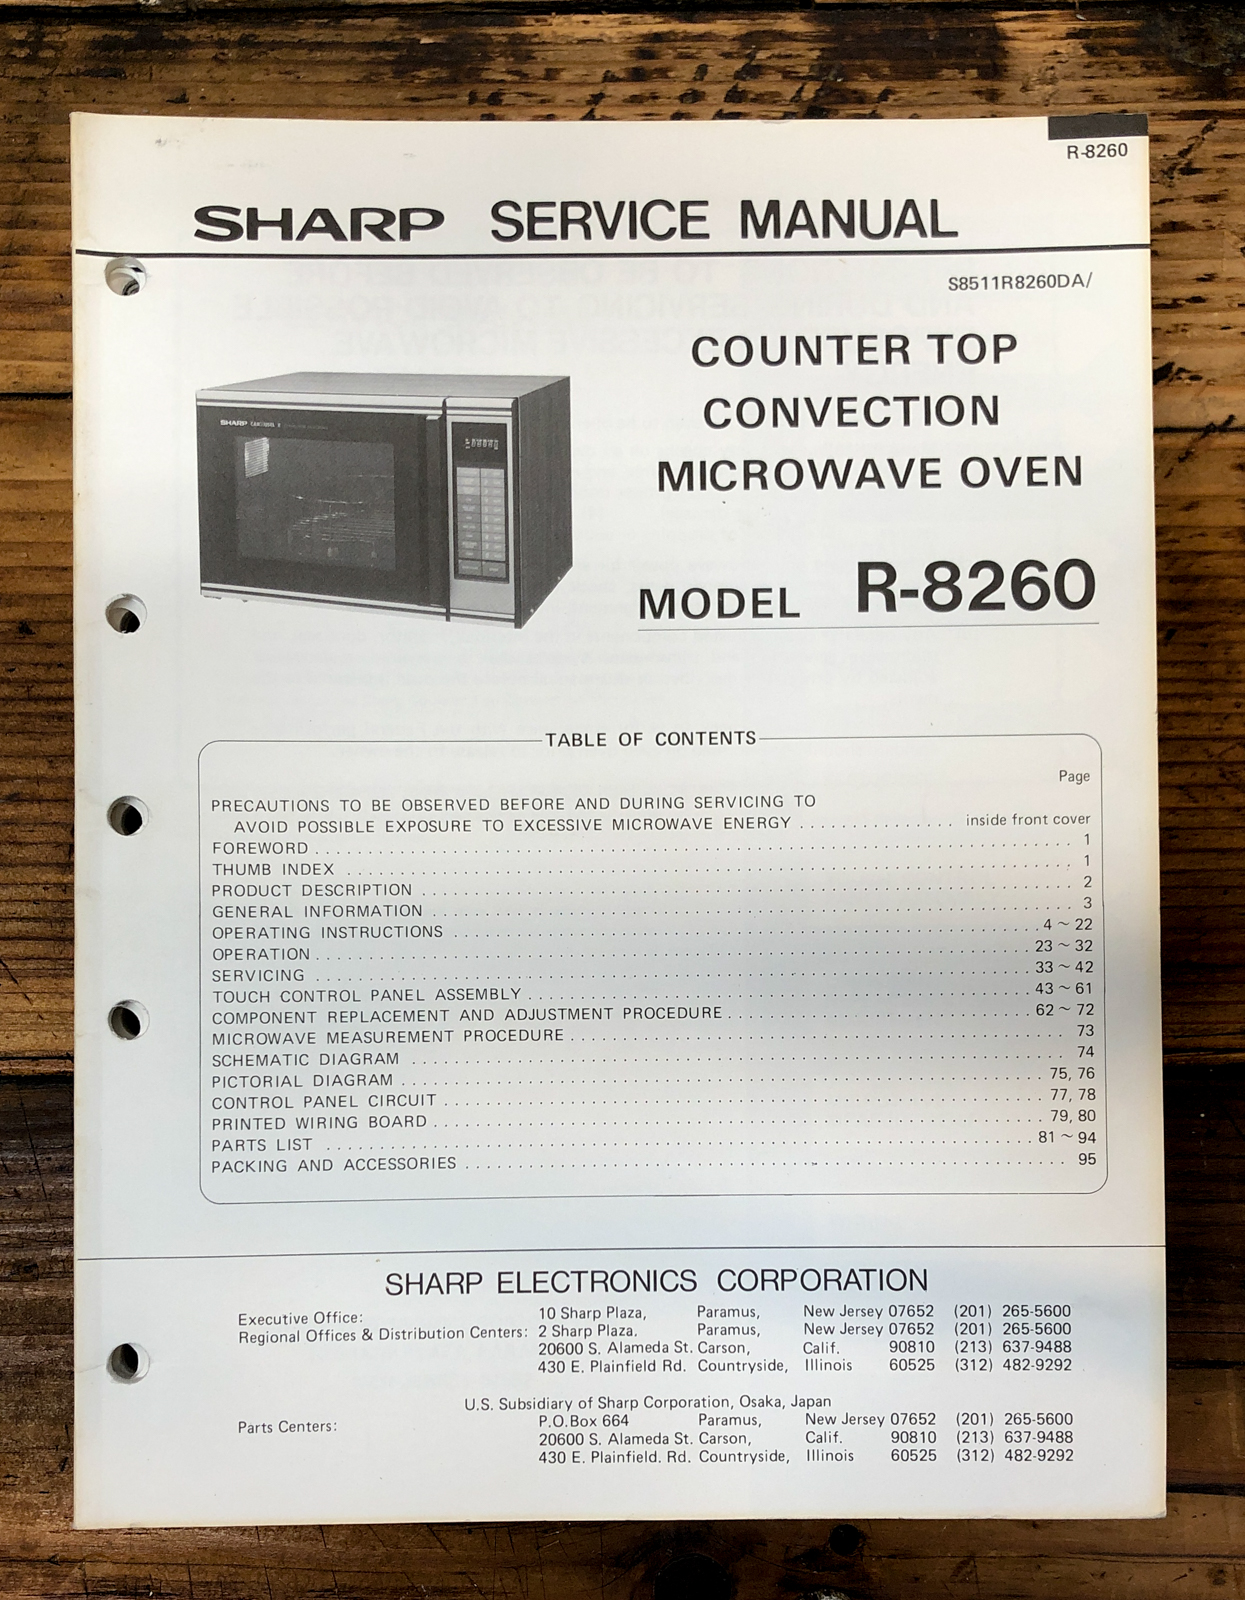 R-8260
SHARP SERVICE MANUAL
S8511R8260DA/
COUNTER TOP
CONVECTION
MICROWAVE OVEN
SHARP
MODEL R-8260
TABLE OF CONTENTS
Page
PRECAUTIONS TO BE OBSERVED BEFORE AND DURING SERVICING TO
AVOID POSSIBLE EXPOSURE TO EXCESSIVE MICROWAVE ENERGY . . . . . . . . . . . . . . . inside front cover
FOREWORD . . . . . . . . . . . . . . . 1
THUMB INDEX . . . . . . . . . . . . . . . 1
PRODUCT DESCRIPTION . . . . . . . . . . . . . . . 2
GENERAL INFORMATION . . . . . . . . . . . . . . . 3
OPERATING INSTRUCTIONS . . . . . . . . . . . . . . . 4 ~ 22
OPERATION . . . . . . . . . . . . . . . 23 ~ 32
SERVICING . . . . . . . . . . . . . . . 33 ~ 42
TOUCH CONTROL PANEL ASSEMBLY . . . . . . . . . . . . . . . 43 ~ 61
COMPONENT REPLACEMENT AND ADJUSTMENT PROCEDURE . . . . . . . . . . . . . . . 62 ~ 72
MICROWAVE MEASUREMENT PROCEDURE . . . . . . . . . . . . . . . 73
SCHEMATIC DIAGRAM . . . . . . . . . . . . . . . 74
PICTORIAL DIAGRAM . . . . . . . . . . . . . . . 75, 76
CONTROL PANEL CIRCUIT . . . . . . . . . . . . . . . 77, 78
PRINTED WIRING BOARD . . . . . . . . . . . . . . . 79, 80
PARTS LIST . . . . . . . . . . . . . . . 81 ~ 94
PACKING AND ACCESSORIES . . . . . . . . . . . . . . . 95
SHARP ELECTRONICS CORPORATION
Executive Office: 10 Sharp Plaza, Paramus, New Jersey 07652 (201) 265-5600
Regional Offices & Distribution Centers: 2 Sharp Plaza. Paramus, New Jersey 07652 (201) 265-5600
20600 S. Alameda St. Carson, Calif. 90810 (213) 637-9488
430 E. Plainfield Rd. Countryside, Illinois 60525 (312) 482-9292
U.S. Subsidiary of Sharp Corporation, Osaka, Japan
Parts Centers: P.O.Box 664 Paramus, New Jersey 07652 (201) 265-5600
20600 S. Alameda St. Carson, Calif. 90810 (213) 637-9488
430 E. Plainfield. Rd. Countryside, Illinois 60525 (312) 482-9292